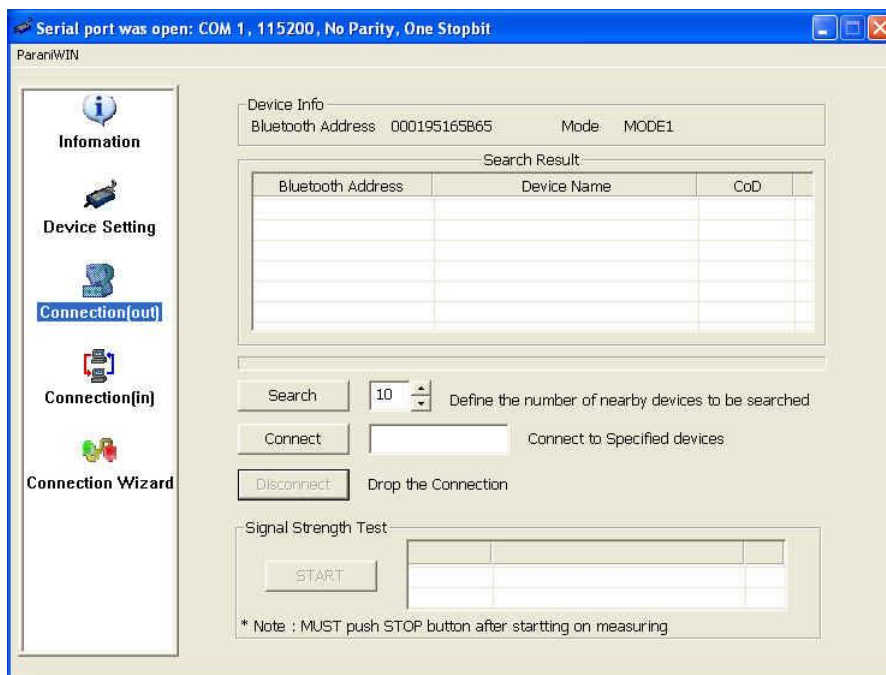 Serial port was open: COM 1, 115200, No Parity, One Stopbit
ParaniWIN
Infomation
Device Setting
Connection(out)
Connection(in)
Connection Wizard
Device Info
Bluetooth Address 000195165B65 Mode MODE1
Search Result
Bluetooth Address Device Name CoD
Search 10 Define the number of nearby devices to be searched
Connect Connect to Specified devices
Disconnect Drop the Connection
Signal Strength Test
START
* Note : MUST push STOP button after startting on measuring